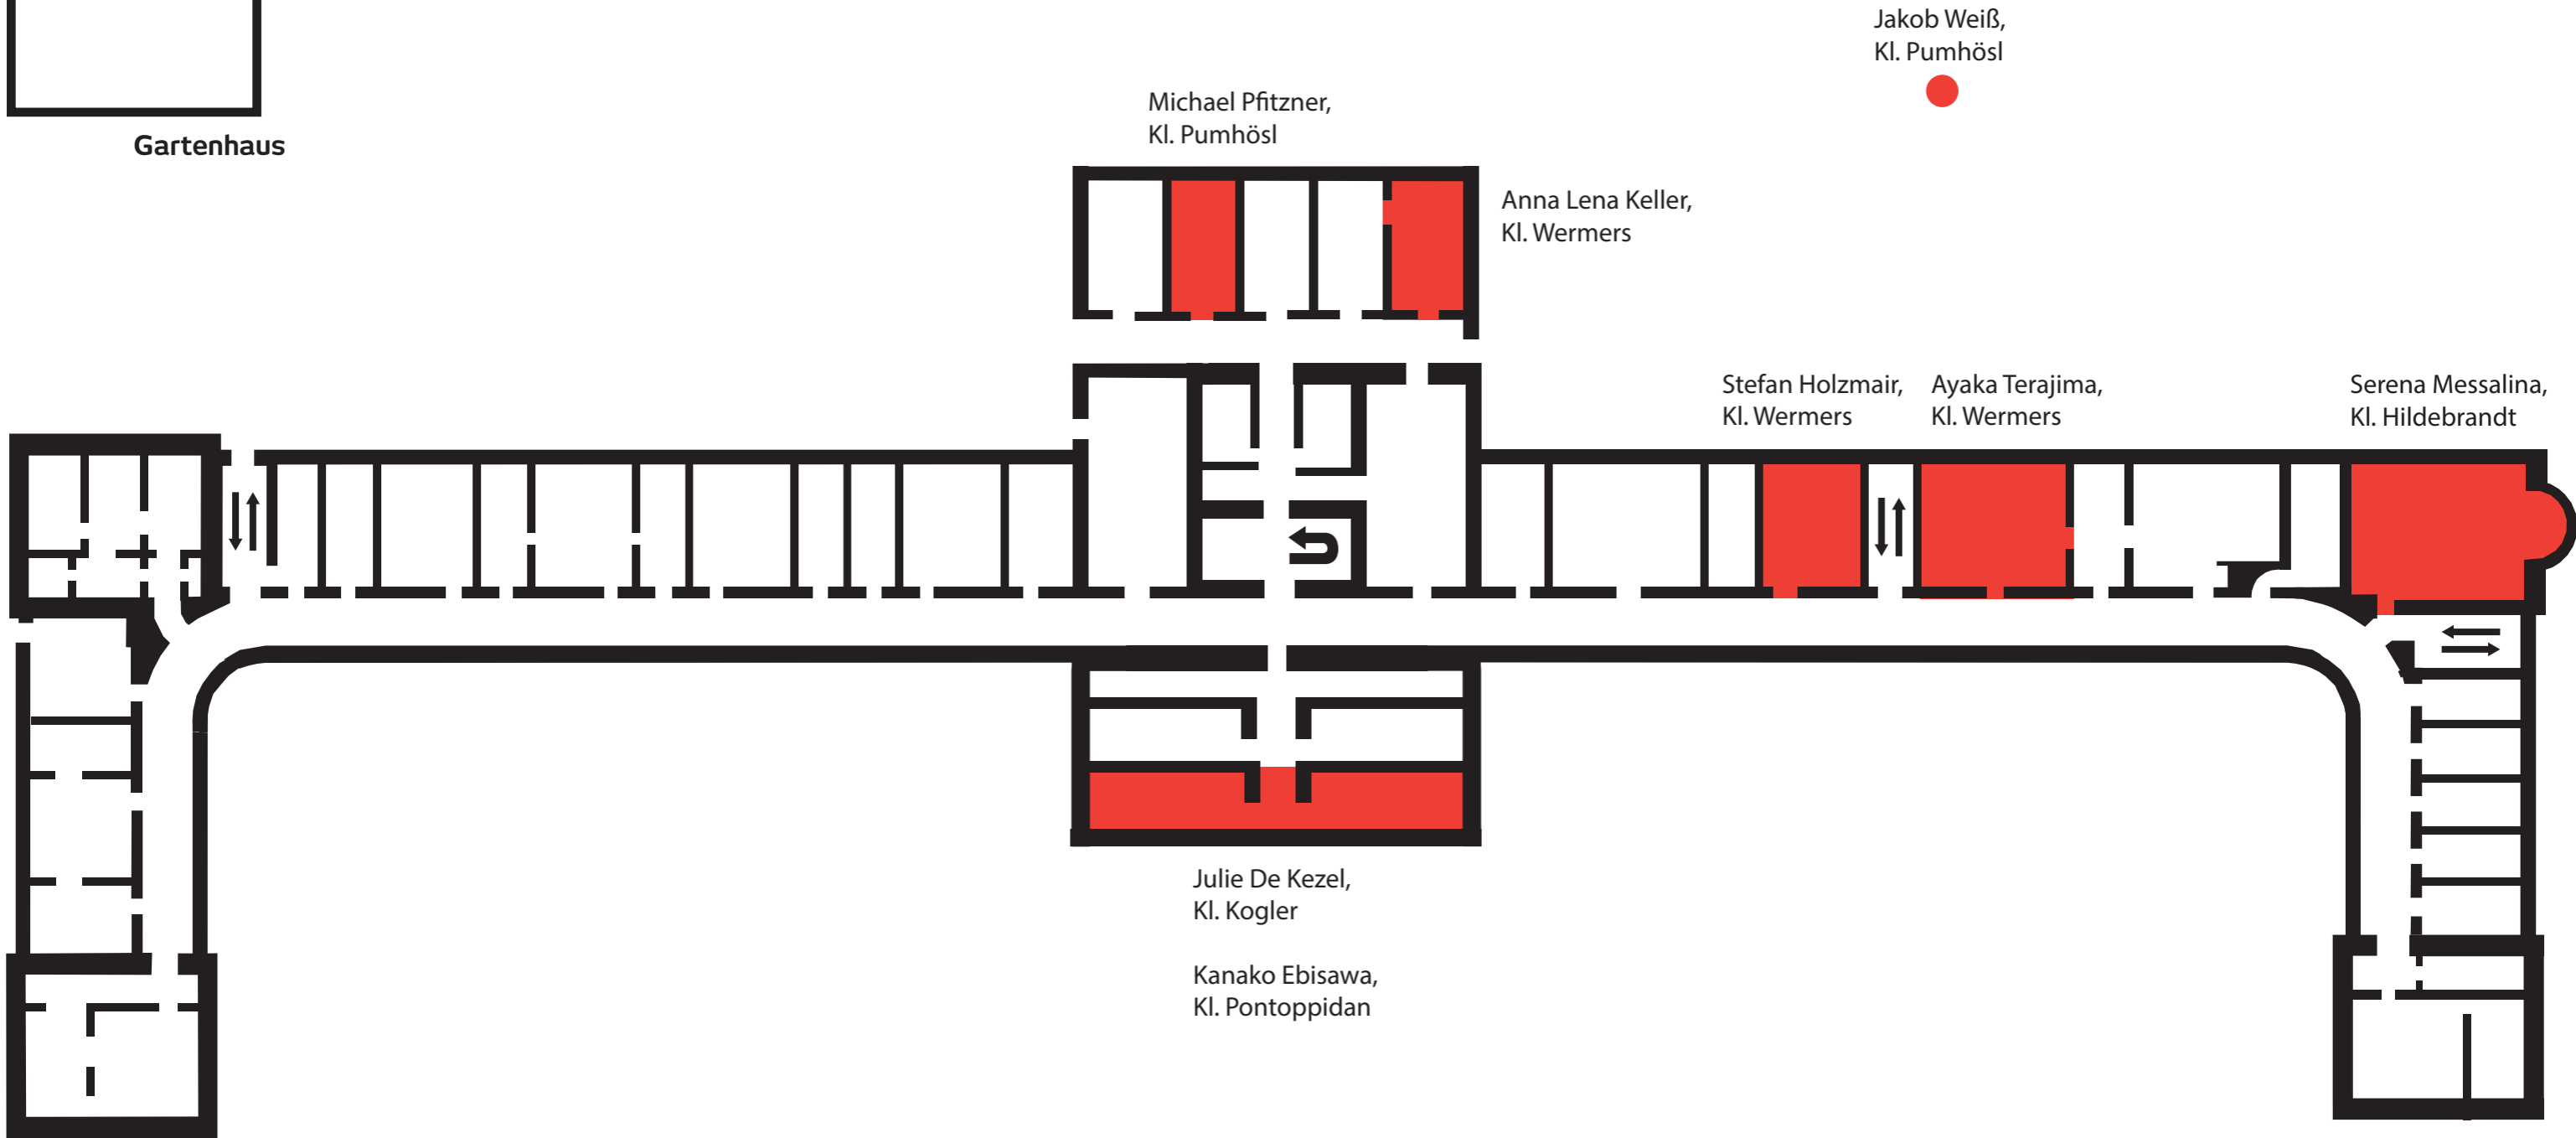 Jakob Weiß,
Kl. Pumhösl
Michael Pfitzner,
Kl. Pumhösl
Gartenhaus
Anna Lena Keller,
Kl. Wermers
Stefan Holzmair,
Kl. Wermers
Ayaka Terajima,
Kl. Wermers
Serena Messalina,
Kl. Hildebrandt
Julie De Kezel,
Kl. Kogler
Kanako Ebisawa,
Kl. Pontoppidan